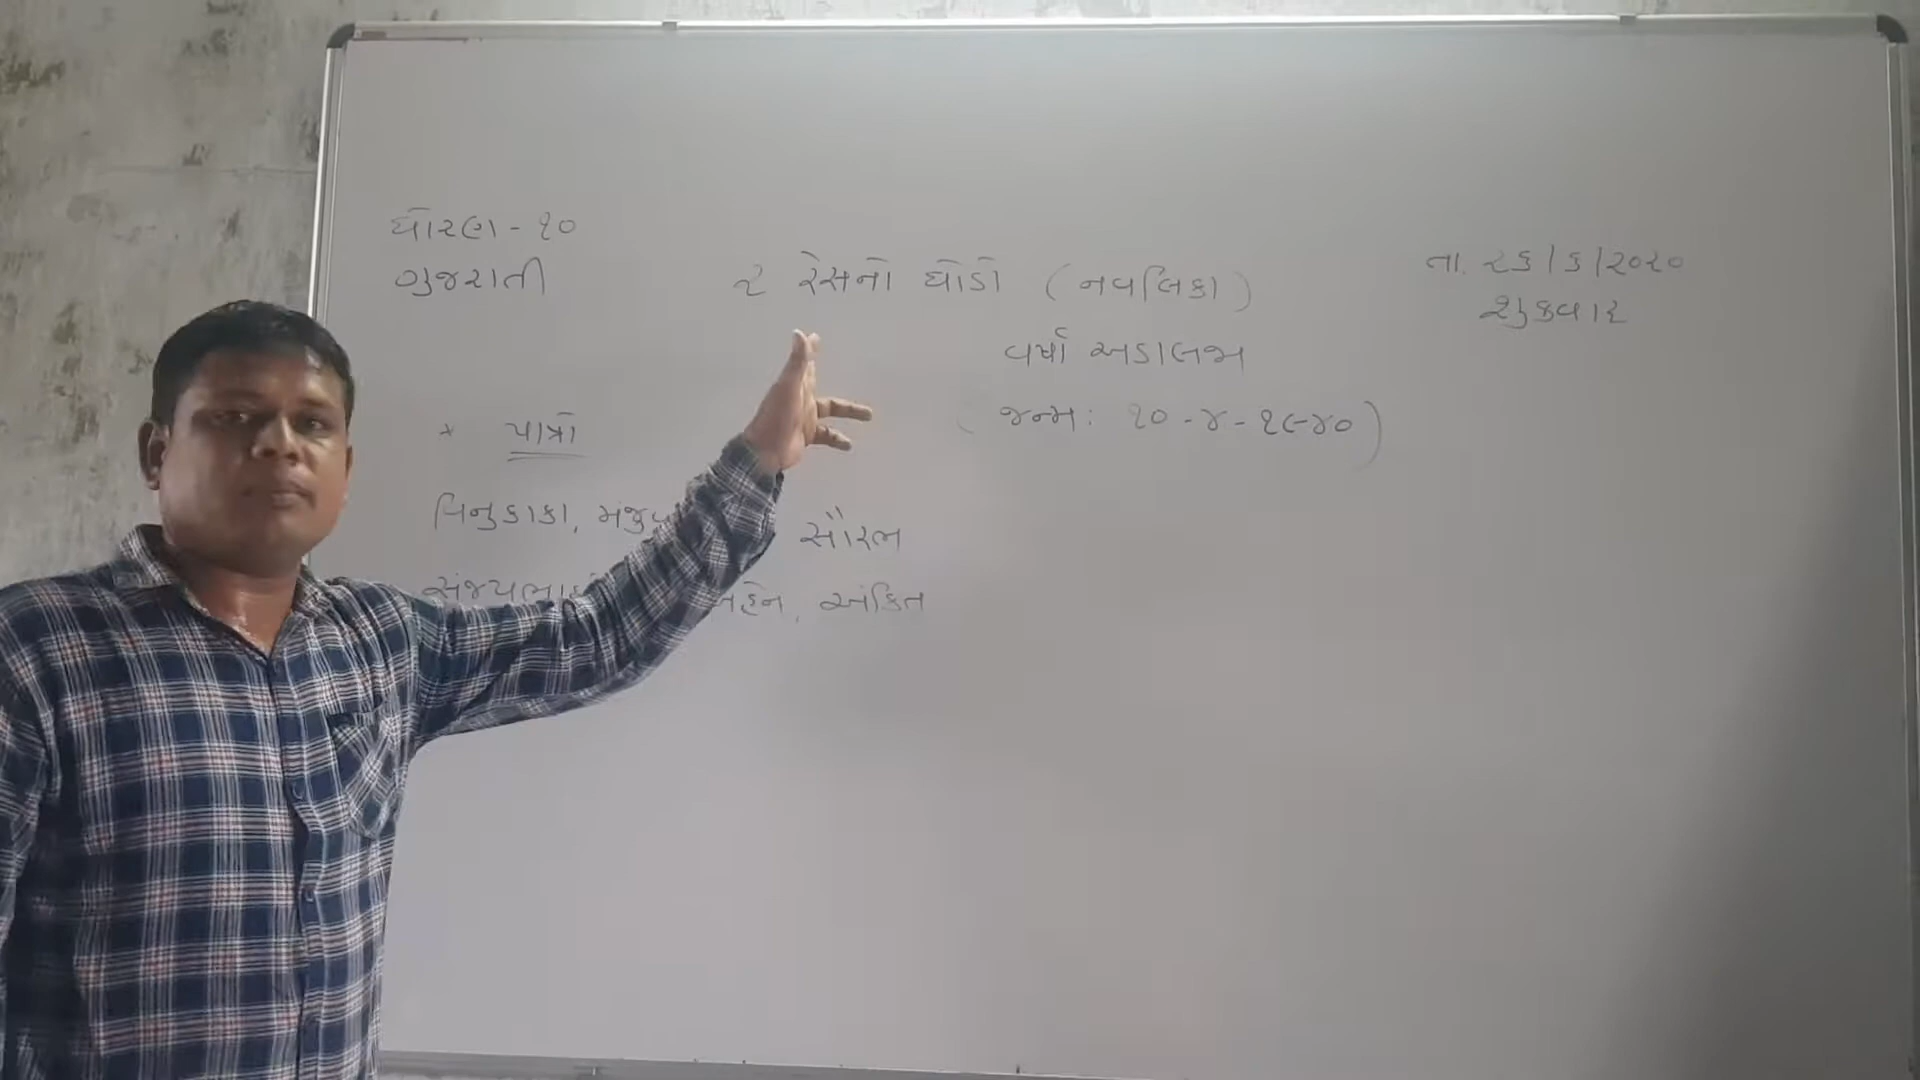 ધોરણ - ૧૦
ગુજરાતી
૨ રેસનો ઘોડો (નવલિકા)
વર્ષા અડાલજા
(જન્મ: ૧૦ - ૪ - ૧૯૪૦)
તા. ૨૬/૬/૨૦૨૦
શુક્રવાર
* પાત્રો
વિનુકાકા, સૌરભ
અંકિત